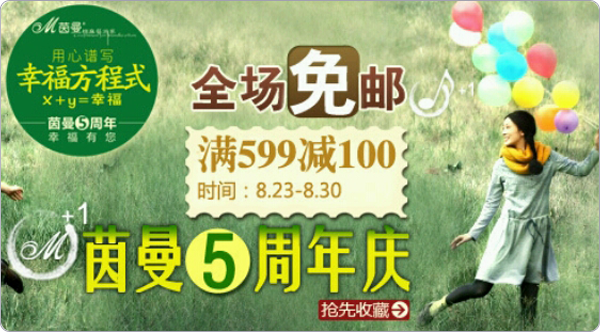 茵曼
用心谱写
幸福方程式
x+y=幸福
茵曼5周年
幸福有您
全场免邮
+1
满599减100
时间：8.23-8.30
+1
M
茵曼5周年庆
抢先收藏